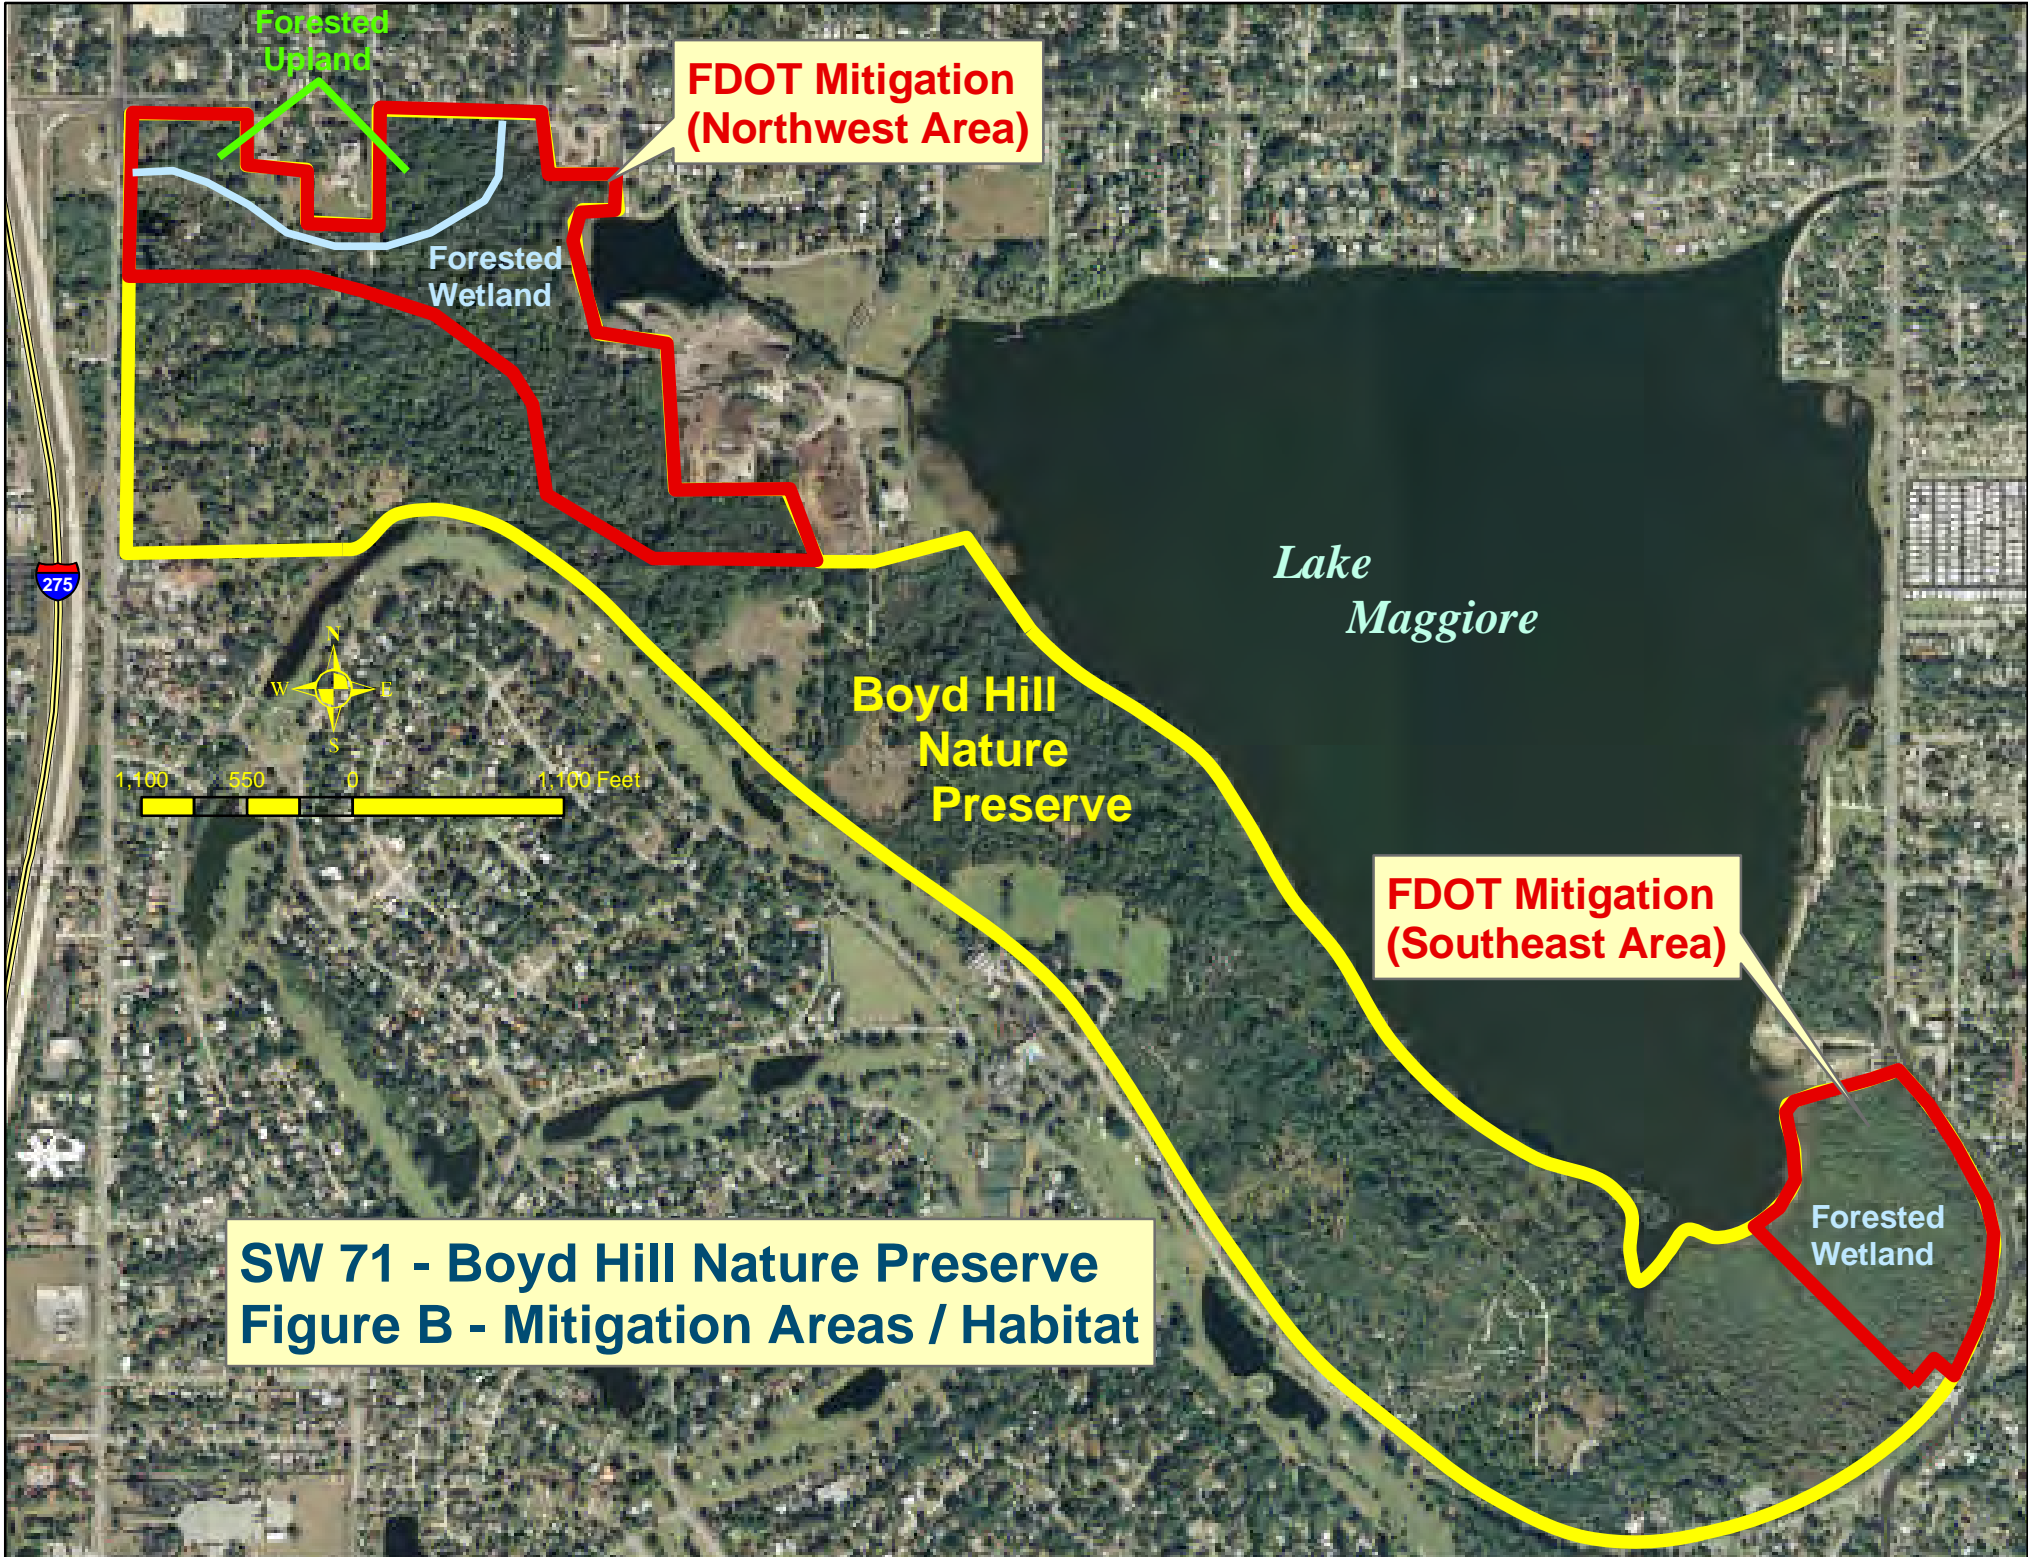 Forested
Upland
FDOT Mitigation
(Northwest Area)
Forested
Wetland
275
Lake
Maggiore
N
W
E
S
1,100 550 0 1,100 Feet
Boyd Hill
Nature
Preserve
FDOT Mitigation
(Southeast Area)
Forested
Wetland
SW 71 - Boyd Hill Nature Preserve
Figure B - Mitigation Areas / Habitat